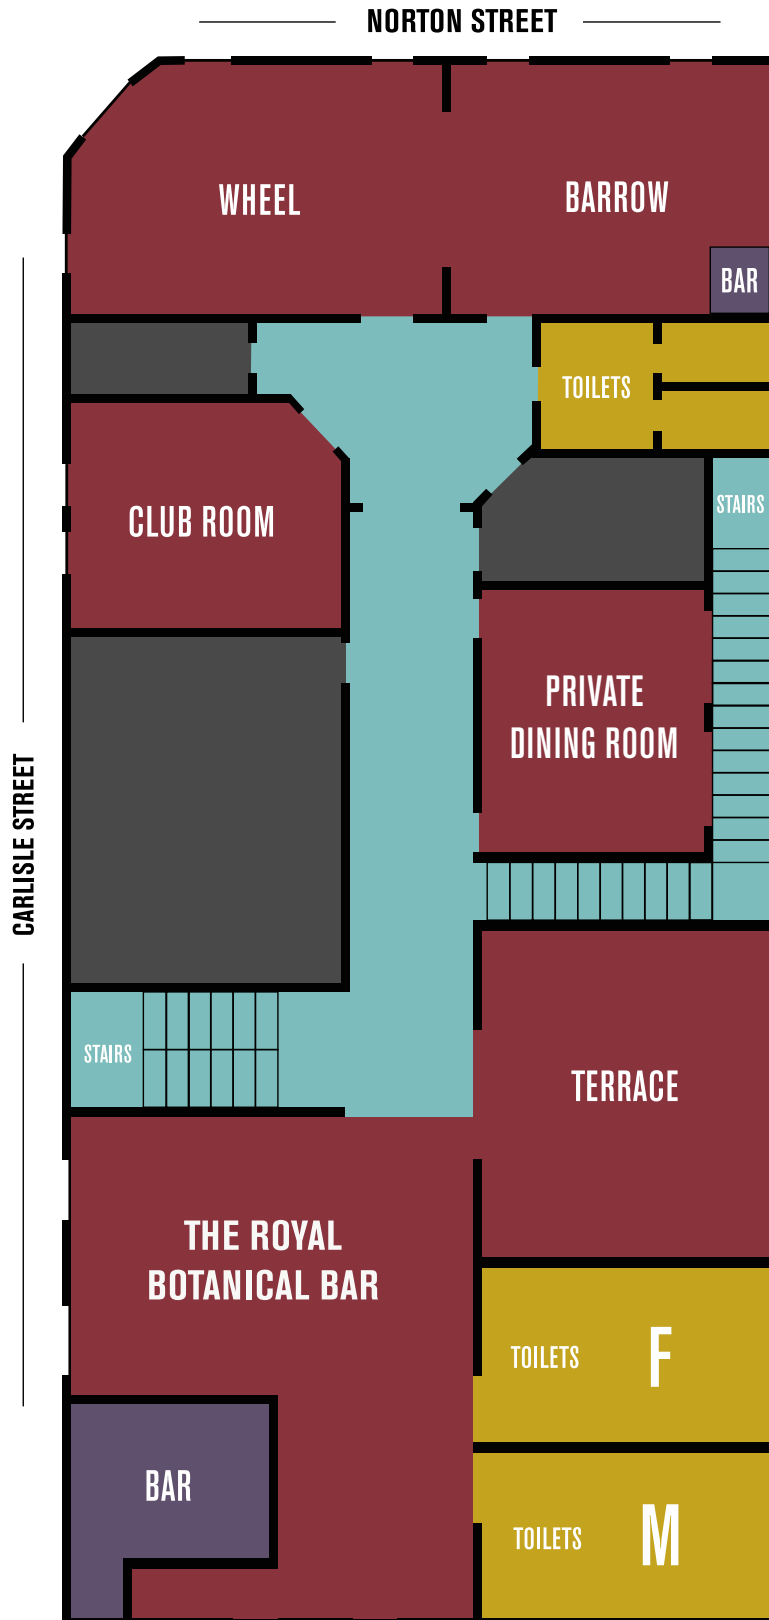 NORTON STREET
WHEEL
BARROW
BAR
TOILETS
CLUB ROOM
STAIRS
PRIVATE
DINING ROOM
CARLISLE STREET
STAIRS
TERRACE
THE ROYAL
BOTANICAL BAR
TOILETS F
BAR
TOILETS M